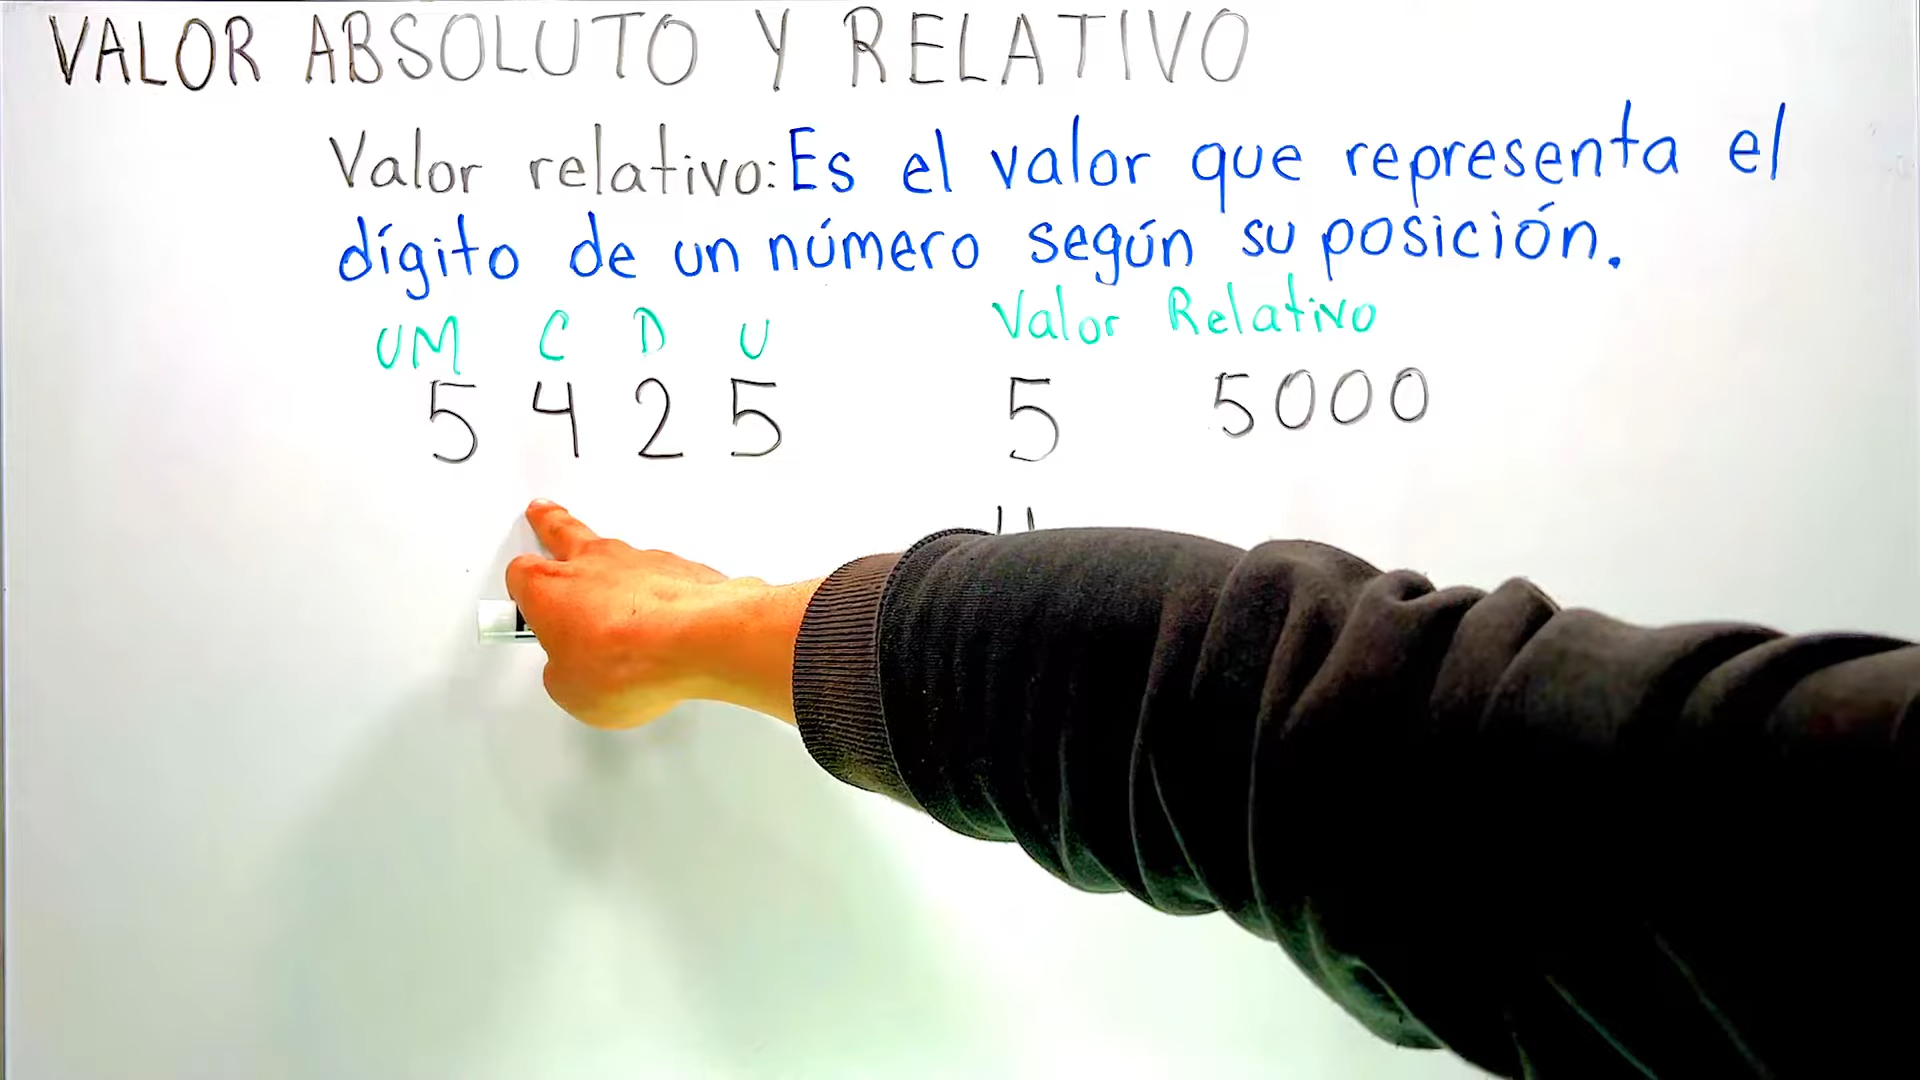 VALOR ABSOLUTO Y RELATIVO
Valor relativo: Es el valor que representa el
dígito de un número según su posición.
UM C D U
Valor Relativo
5 4 2 5
5 5000